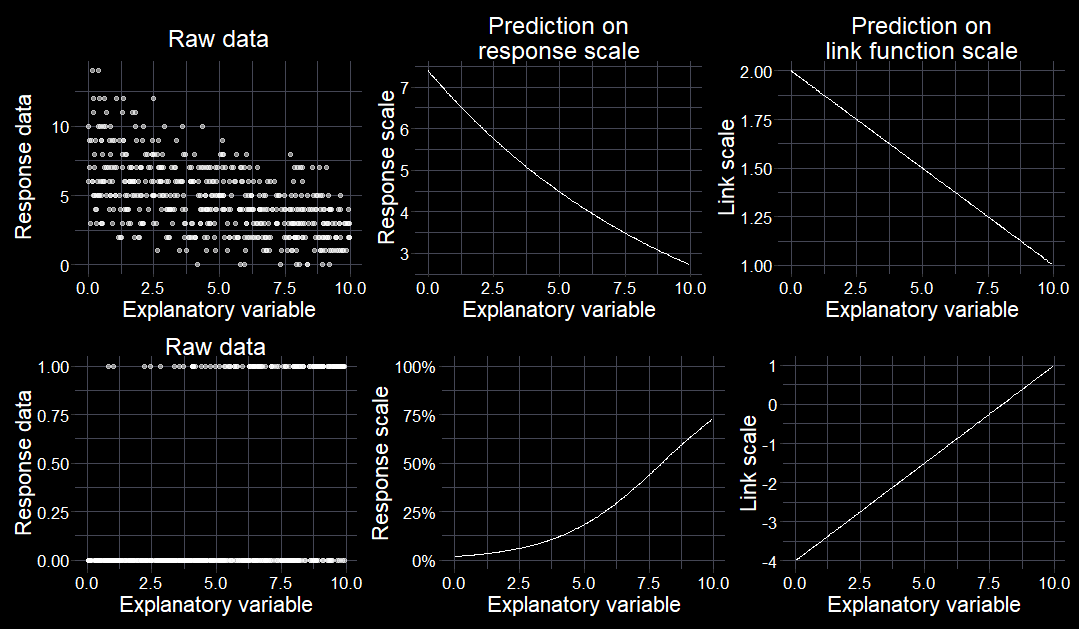 Raw data
Prediction on
response scale
Prediction on
link function scale
Response data
10
5
0
0.0 2.5 5.0 7.5 10.0
Explanatory variable
Response scale
7
6
5
4
3
0.0 2.5 5.0 7.5 10.0
Explanatory variable
Link scale
2.00
1.75
1.50
1.25
1.00
0.0 2.5 5.0 7.5 10.0
Explanatory variable
Raw data
Response data
1.00
0.75
0.50
0.25
0.00
0.0 2.5 5.0 7.5 10.0
Explanatory variable
Response scale
100%
75%
50%
25%
0%
0.0 2.5 5.0 7.5 10.0
Explanatory variable
Link scale
1
0
-1
-2
-3
-4
0.0 2.5 5.0 7.5 10.0
Explanatory variable